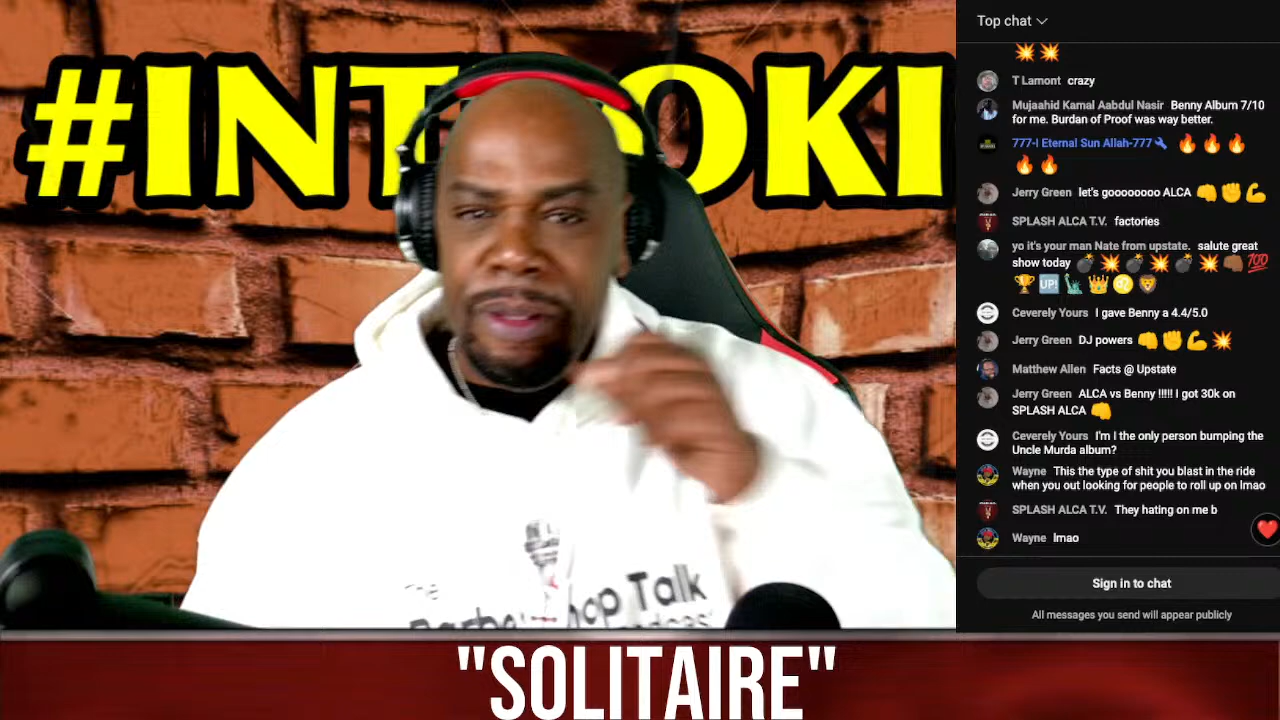 #INT OKI
The
Barbe hop Talk
"SOLITAIRE"
Top chat
T Lamont crazy
Mujaahid Kamal Aabdul Nasir Benny Album 7/10
for me. Burdan of Proof was way better.
777-I Eternal Sun Allah-777 🔥🔥🔥
🔥🔥
Jerry Green let's goooooooo ALCA 👊✊💪
SPLASH ALCA T.V. factories
yo it's your man Nate from upstate. salute great
show today 💣💥💣💥💣💥👊🏾💯
🏆🆙🗽👑♌🦁
Ceverely Yours I gave Benny a 4.4/5.0
Jerry Green DJ powers 👊✊💪💥
Matthew Allen Facts @ Upstate
Jerry Green ALCA vs Benny !!!!! I got 30k on
SPLASH ALCA 👊
Ceverely Yours I'm I the only person bumping the
Uncle Murda album?
Wayne This the type of shit you blast in the ride
when you out looking for people to roll up on lmao
SPLASH ALCA T.V. They hating on me b
Wayne lmao
Sign in to chat
All messages you send will appear publicly